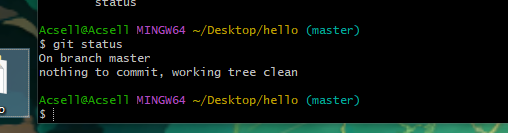 status
Acsell@Acsell MINGW64 ~/Desktop/hello (master)
$ git status
On branch master
nothing to commit, working tree clean
Acsell@Acsell MINGW64 ~/Desktop/hello (master)
$
o